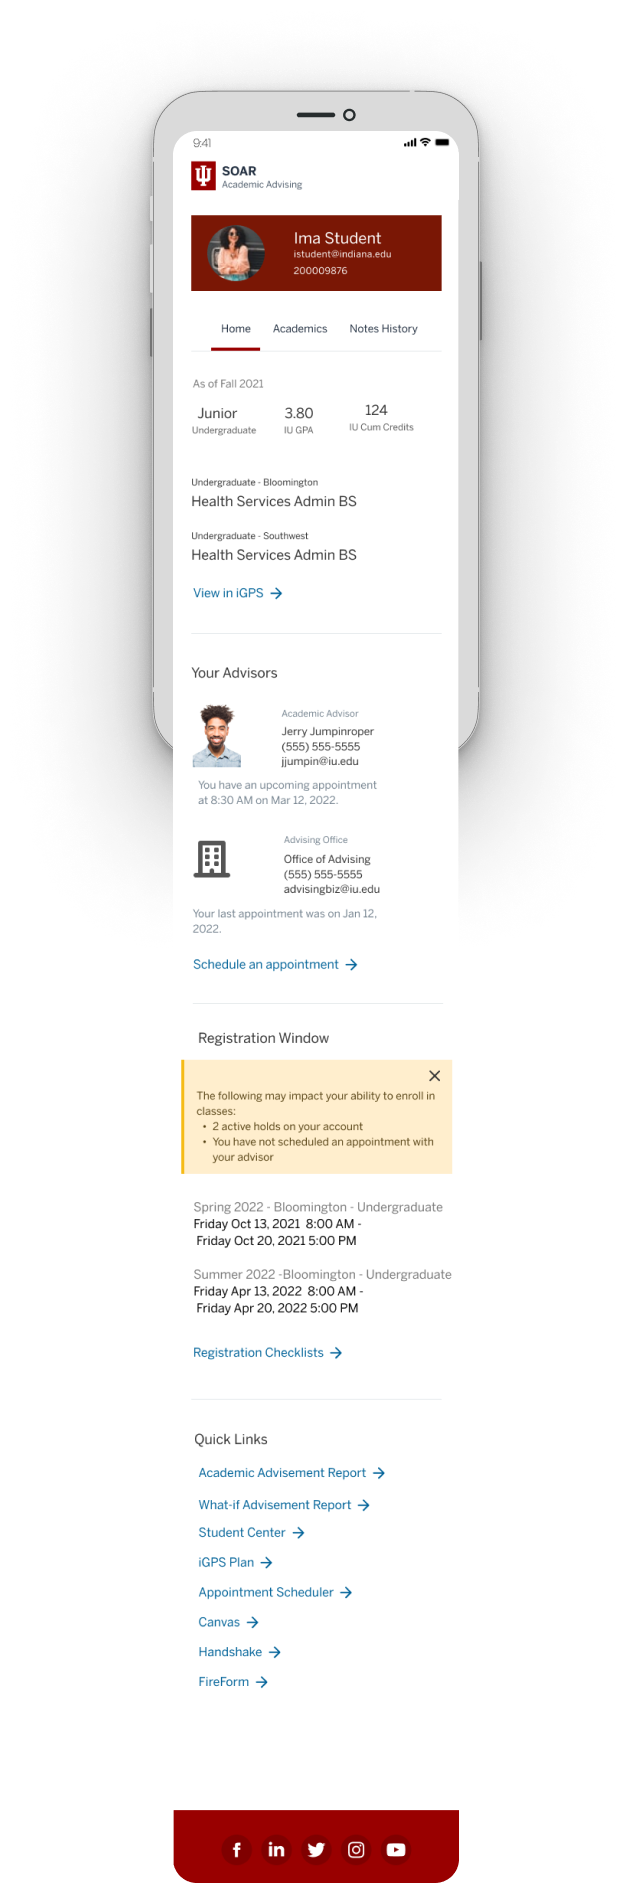 9:41
SOAR
Academic Advising
Ima Student
istudent@indiana.edu
200009876
Home Academics Notes History
As of Fall 2021
Junior 3.80 124
Undergraduate IU GPA IU Cum Credits
Undergraduate - Bloomington
Health Services Admin BS
Undergraduate - Southwest
Health Services Admin BS
View in iGPS
Your Advisors
Academic Advisor
Jerry Jumpinroper
(555) 555-5555
jjumpin@iu.edu
You have an upcoming appointment
at 8:30 AM on Mar 12, 2022.
Advising Office
Office of Advising
(555) 555-5555
advisingbiz@iu.edu
Your last appointment was on Jan 12,
2022.
Schedule an appointment
Registration Window
The following may impact your ability to enroll in
classes:
• 2 active holds on your account
• You have not scheduled an appointment with
your advisor
Spring 2022 - Bloomington - Undergraduate
Friday Oct 13, 2021 8:00 AM -
Friday Oct 20, 2021 5:00 PM
Summer 2022 -Bloomington - Undergraduate
Friday Apr 13, 2022 8:00 AM -
Friday Apr 20, 2022 5:00 PM
Registration Checklists
Quick Links
Academic Advisement Report
What-if Advisement Report
Student Center
iGPS Plan
Appointment Scheduler
Canvas
Handshake
FireForm